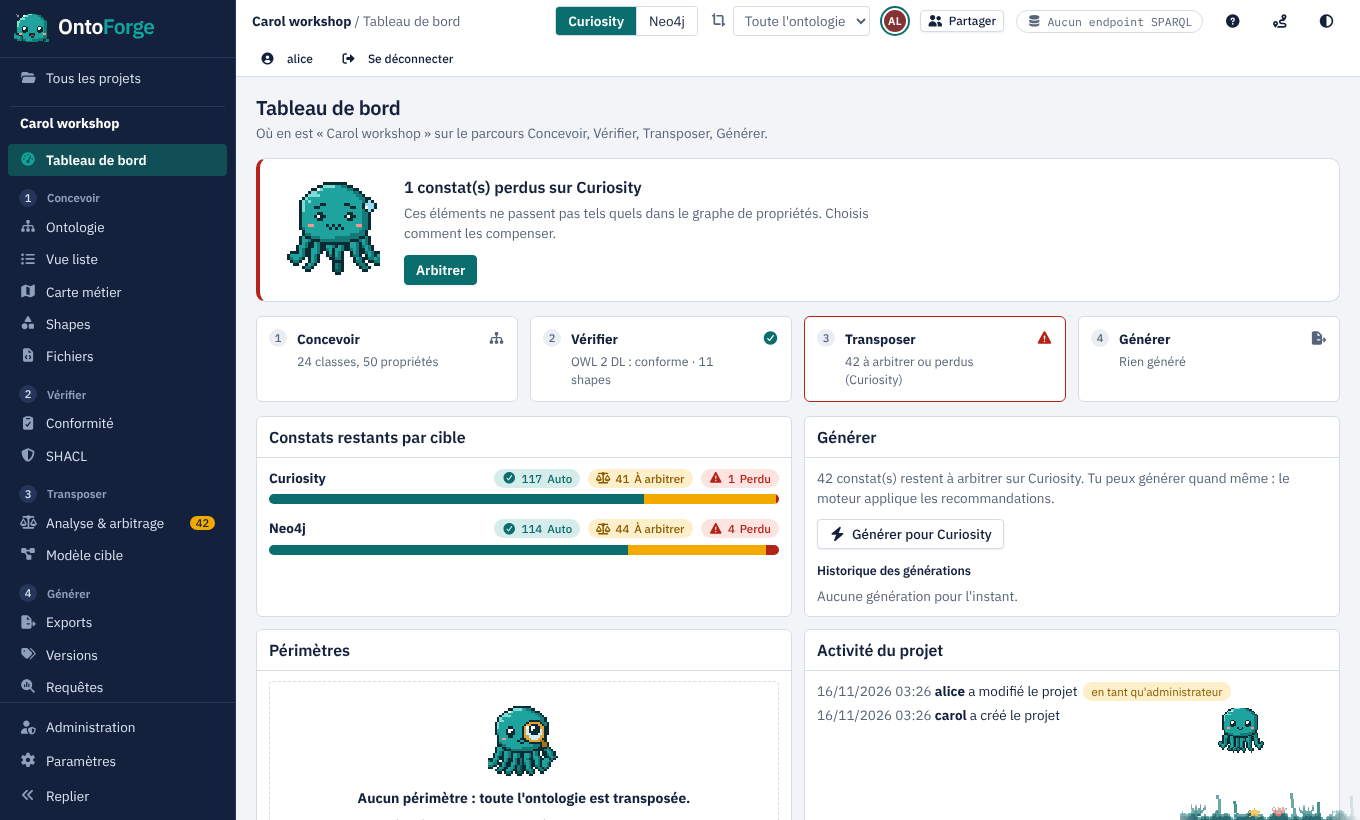 OntoForge
Tous les projets
Carol workshop
Tableau de bord
1 Concevoir
Ontologie
Vue liste
Carte métier
Shapes
Fichiers
2 Vérifier
Conformité
SHACL
3 Transposer
Analyse & arbitrage 42
Modèle cible
4 Générer
Exports
Versions
Requêtes
Administration
Paramètres
Replier
Carol workshop / Tableau de bord
Curiosity Neo4j Toute l'ontologie AL Partager Aucun endpoint SPARQL ?
alice Se déconnecter
Tableau de bord
Où en est « Carol workshop » sur le parcours Concevoir, Vérifier, Transposer, Générer.
1 constat(s) perdus sur Curiosity
Ces éléments ne passent pas tels quels dans le graphe de propriétés. Choisis
comment les compenser.
Arbitrer
1 Concevoir
24 classes, 50 propriétés
2 Vérifier
OWL 2 DL : conforme · 11
shapes
3 Transposer
42 à arbitrer ou perdus
(Curiosity)
4 Générer
Rien généré
Constats restants par cible
Curiosity 117 Auto 41 À arbitrer 1 Perdu
Neo4j 114 Auto 44 À arbitrer 4 Perdu
Générer
42 constat(s) restent à arbitrer sur Curiosity. Tu peux générer quand même : le
moteur applique les recommandations.
Générer pour Curiosity
Historique des générations
Aucune génération pour l'instant.
Périmètres
Aucun périmètre : toute l'ontologie est transposée.
Activité du projet
16/11/2026 03:26 alice a modifié le projet en tant qu'administrateur
16/11/2026 03:26 carol a créé le projet